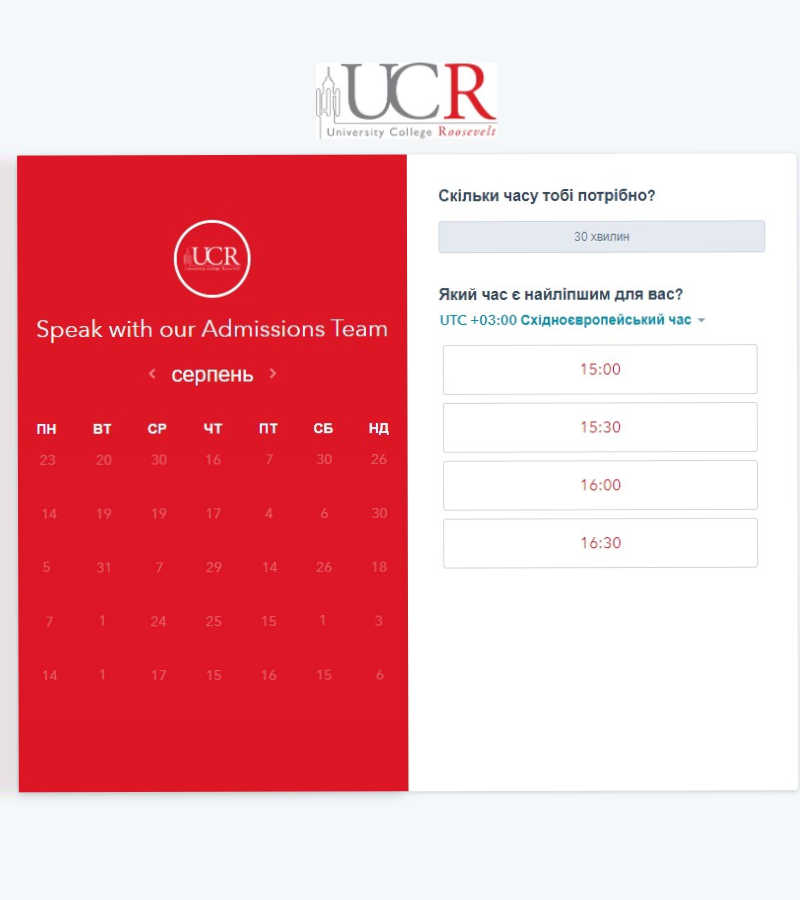 UCR
University College Roosevelt
UCR
Speak with our Admissions Team
серпень
ПН ВТ СР ЧТ ПТ СБ НД
23 20 30 16 7 30 26
14 19 19 17 4 6 30
5 31 7 29 14 26 18
7 1 24 25 15 1 3
14 1 17 15 16 15 6
Скільки часу тобі потрібно?
30 хвилин
Який час є найліпшим для вас?
UTC +03:00 Східноєвропейський час
15:00
15:30
16:00
16:30